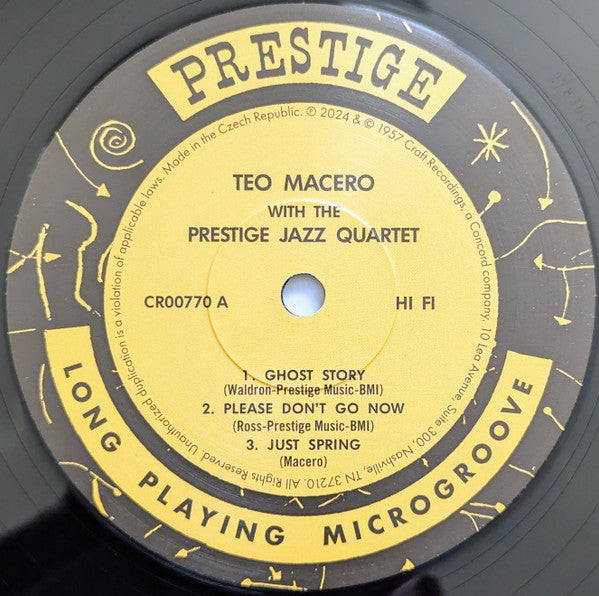 PRESTIGE
Unauthorized duplication is a violation of applicable laws. Made in the Czech Republic. ℗ 2024 & © 1957 Craft Recordings, a Concord company, 10 Lea Avenue, Suite 300, Nashville, TN 37210. All Rights Reserved.
TEO MACERO
WITH THE
PRESTIGE JAZZ QUARTET
CR00770 A
HI FI
1. GHOST STORY
(Waldron-Prestige Music-BMI)
2. PLEASE DON'T GO NOW
(Ross-Prestige Music-BMI)
3. JUST SPRING
(Macero)
LONG PLAYING MICROGROOVE